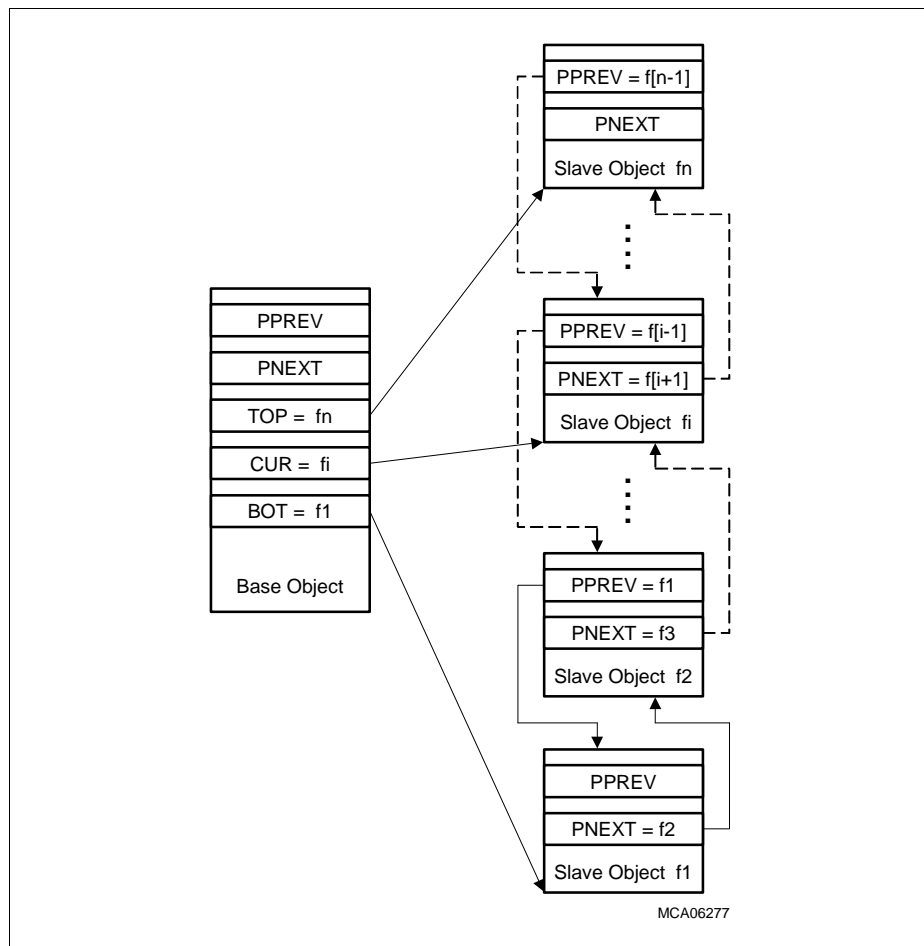 PPREV = f[n-1]
PNEXT
Slave Object fn
PPREV
PNEXT
TOP = fn
CUR = fi
BOT = f1
Base Object
PPREV = f[i-1]
PNEXT = f[i+1]
Slave Object fi
PPREV = f1
PNEXT = f3
Slave Object f2
PPREV
PNEXT = f2
Slave Object f1
MCA06277